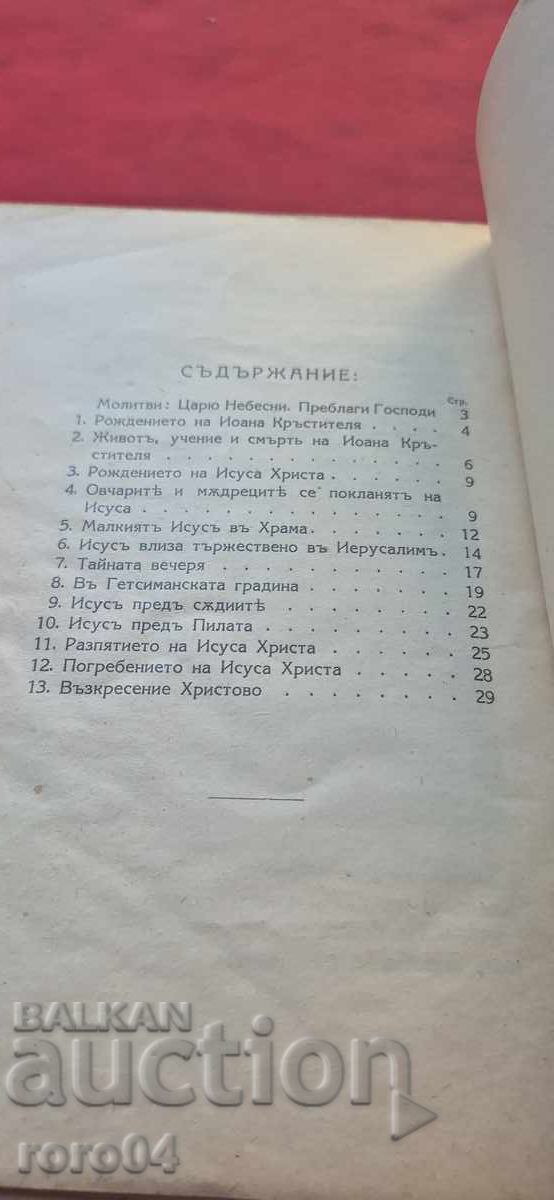 СЪДЪРЖАНИЕ:
Стр.
Молитви: Царю Небесни. Преблаги Господи 3
1. Рождението на Иоана Кръстителя . . . . 4
2. Животъ, учение и смърть на Иоана Кръ-
стителя . . . . . . . . . . . . . 6
3. Рождението на Исуса Христа . . . . . . 9
4. Овчаритѣ и мѫдрецитѣ се покланятъ на
Исуса . . . . . . . . . . . . . . 9
5. Малкиятъ Исусъ въ Храма . . . . . . . 12
6. Исусъ влиза тържествено въ Иерусалимъ . 14
7. Тайната вечеря . . . . . . . . . . . 17
8. Въ Гетсиманската градина . . . . . . . 19
9. Исусъ предъ сѫдиитѣ . . . . . . . . 22
10. Исусъ предъ Пилата . . . . . . . . . 23
11. Разпятието на Исуса Христа . . . . . . 25
12. Погребението на Исуса Христа . . . . . 28
13. Възкресение Христово . . . . . . . . 29
BALKAN
auction
roro04